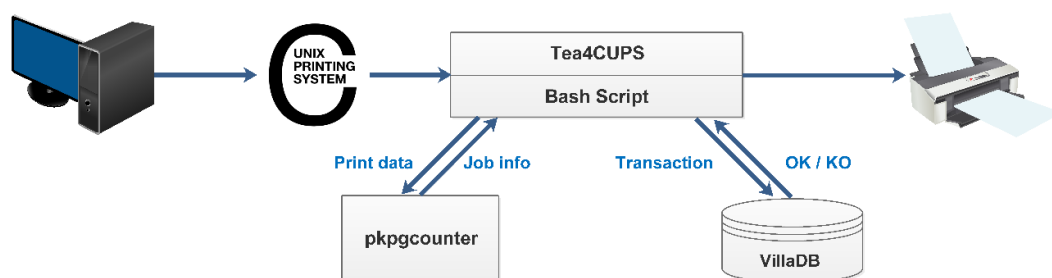 UNIX
PRINTING
SYSTEM
Tea4CUPS
Bash Script
Print data
Job info
Transaction
OK / KO
pkpgcounter
VillaDB